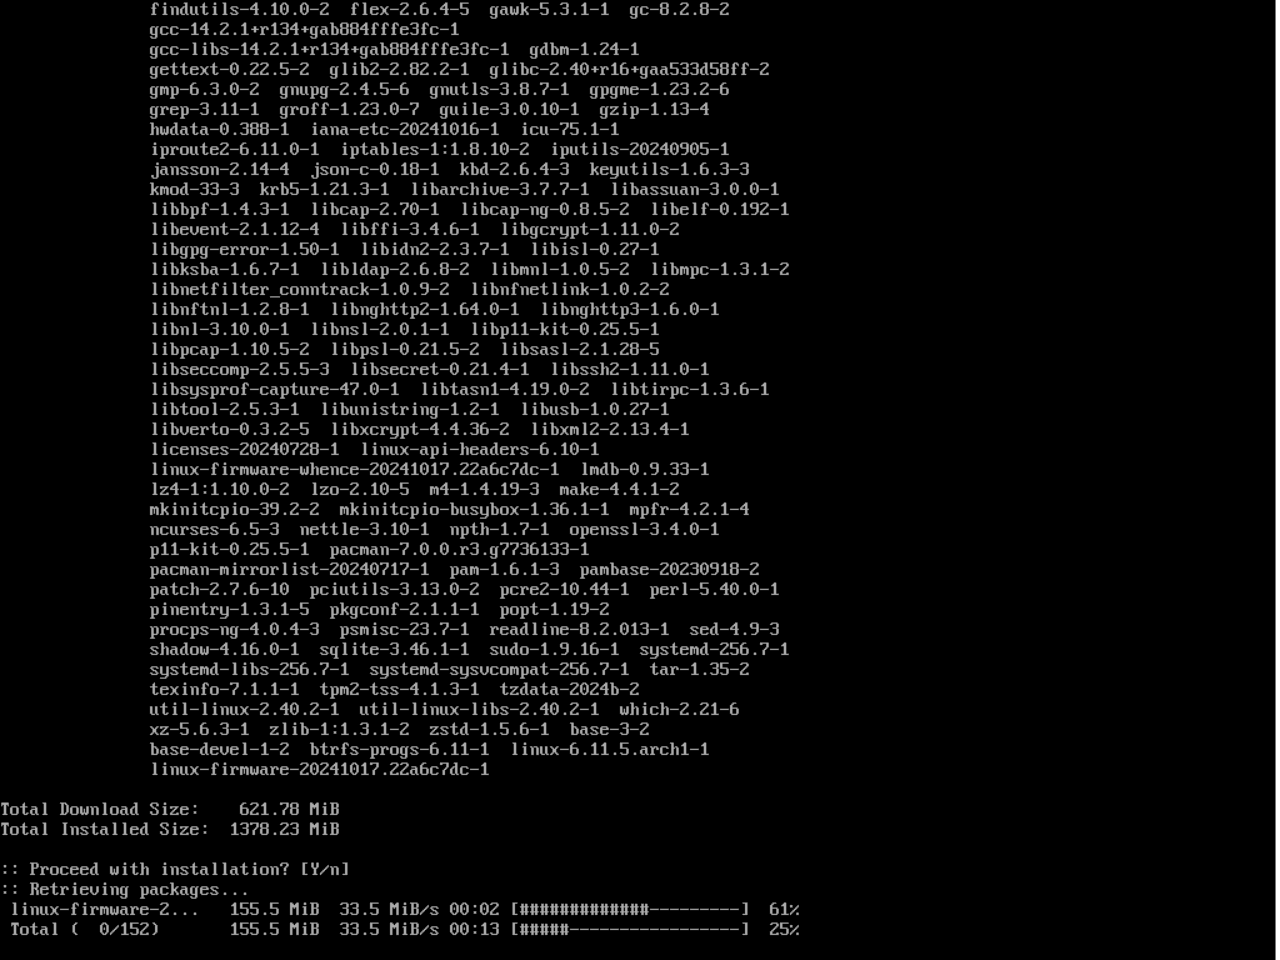 findutils-4.10.0-2  flex-2.6.4-5  gawk-5.3.1-1  gc-8.2.8-2
gcc-14.2.1+r134+gab884fffe3fc-1
gcc-libs-14.2.1+r134+gab884fffe3fc-1  gdbm-1.24-1
gettext-0.22.5-2  glib2-2.82.2-1  glibc-2.40+r16+gaa533d58ff-2
gmp-6.3.0-2  gnupg-2.4.5-6  gnutls-3.8.7-1  gpgme-1.23.2-6
grep-3.11-1  groff-1.23.0-7  guile-3.0.10-1  gzip-1.13-4
hwdata-0.388-1  iana-etc-20241016-1  icu-75.1-1
iproute2-6.11.0-1  iptables-1:1.8.10-2  iputils-20240905-1
jansson-2.14-4  json-c-0.18-1  kbd-2.6.4-3  keyutils-1.6.3-3
kmod-33-3  krb5-1.21.3-1  libarchive-3.7.7-1  libassuan-3.0.0-1
libbpf-1.4.3-1  libcap-2.70-1  libcap-ng-0.8.5-2  libelf-0.192-1
libevent-2.1.12-4  libffi-3.4.6-1  libgcrypt-1.11.0-2
libgpg-error-1.50-1  libidn2-2.3.7-1  libisl-0.27-1
libksba-1.6.7-1  libldap-2.6.8-2  libmnl-1.0.5-2  libmpc-1.3.1-2
libnetfilter_conntrack-1.0.9-2  libnfnetlink-1.0.2-2
libnftnl-1.2.8-1  libnghttp2-1.64.0-1  libnghttp3-1.6.0-1
libnl-3.10.0-1  libnsl-2.0.1-1  libp11-kit-0.25.5-1
libpcap-1.10.5-2  libpsl-0.21.5-2  libsasl-2.1.28-5
libseccomp-2.5.5-3  libsecret-0.21.4-1  libssh2-1.11.0-1
libsysprof-capture-47.0-1  libtasn1-4.19.0-2  libtirpc-1.3.6-1
libtool-2.5.3-1  libunistring-1.2-1  libusb-1.0.27-1
libverto-0.3.2-5  libxcrypt-4.4.36-2  libxml2-2.13.4-1
licenses-20240728-1  linux-api-headers-6.10-1
linux-firmware-whence-20241017.22a6c7dc-1  lmdb-0.9.33-1
lz4-1:1.10.0-2  lzo-2.10-5  m4-1.4.19-3  make-4.4.1-2
mkinitcpio-39.2-2  mkinitcpio-busybox-1.36.1-1  mpfr-4.2.1-4
ncurses-6.5-3  nettle-3.10-1  npth-1.7-1  openssl-3.4.0-1
p11-kit-0.25.5-1  pacman-7.0.0.r3.g7736133-1
pacman-mirrorlist-20240717-1  pam-1.6.1-3  pambase-20230918-2
patch-2.7.6-10  pciutils-3.13.0-2  pcre2-10.44-1  perl-5.40.0-1
pinentry-1.3.1-5  pkgconf-2.1.1-1  popt-1.19-2
procps-ng-4.0.4-3  psmisc-23.7-1  readline-8.2.013-1  sed-4.9-3
shadow-4.16.0-1  sqlite-3.46.1-1  sudo-1.9.16-1  systemd-256.7-1
systemd-libs-256.7-1  systemd-sysvcompat-256.7-1  tar-1.35-2
texinfo-7.1.1-1  tpm2-tss-4.1.3-1  tzdata-2024b-2
util-linux-2.40.2-1  util-linux-libs-2.40.2-1  which-2.21-6
xz-5.6.3-1  zlib-1:1.3.1-2  zstd-1.5.6-1  base-3-2
base-devel-1-2  btrfs-progs-6.11-1  linux-6.11.5.arch1-1
linux-firmware-20241017.22a6c7dc-1
Total Download Size:    621.78 MiB
Total Installed Size:  1378.23 MiB
:: Proceed with installation? [Y/n]
:: Retrieving packages...
linux-firmware-2...   155.5 MiB  33.5 MiB/s 00:02 [#############---------]  61%
Total (  0/152)       155.5 MiB  33.5 MiB/s 00:13 [#####-----------------]  25%